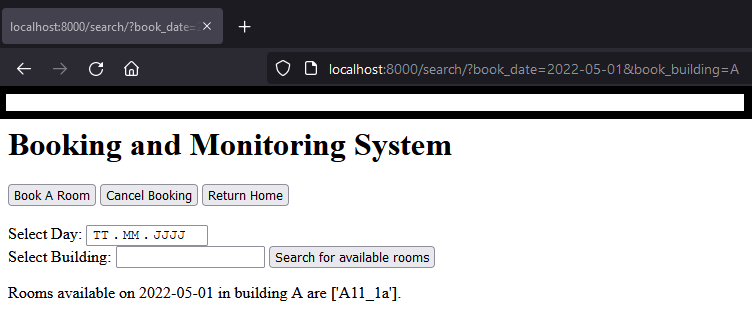 localhost:8000/search/?book_date=
localhost:8000/search/?book_date=2022-05-01&book_building=A
Booking and Monitoring System
Book A Room Cancel Booking Return Home
Select Day: TT.MM.JJJJ
Select Building: Search for available rooms
Rooms available on 2022-05-01 in building A are ['A11_1a'].